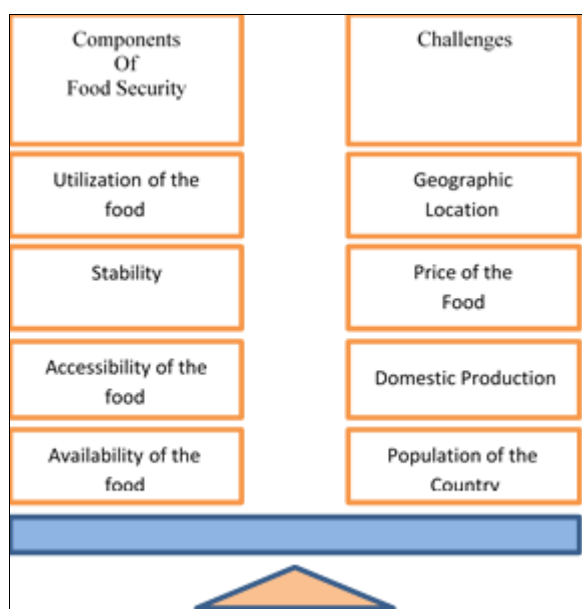 Components
Of
Food Security
Utilization of the
food
Stability
Accessibility of the
food
Availability of the
food
Challenges
Geographic
Location
Price of the
Food
Domestic Production
Population of the
Country